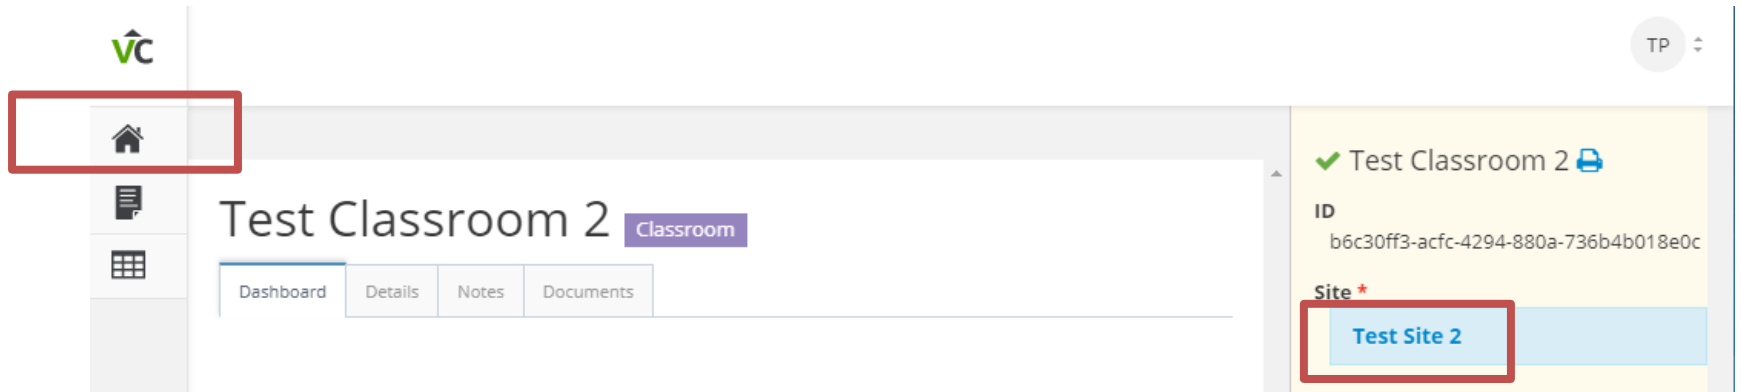 VC
TP
Test Classroom 2 Classroom
Dashboard Details Notes Documents
Test Classroom 2
ID
b6c30ff3-acfc-4294-880a-736b4b018e0c
Site *
Test Site 2